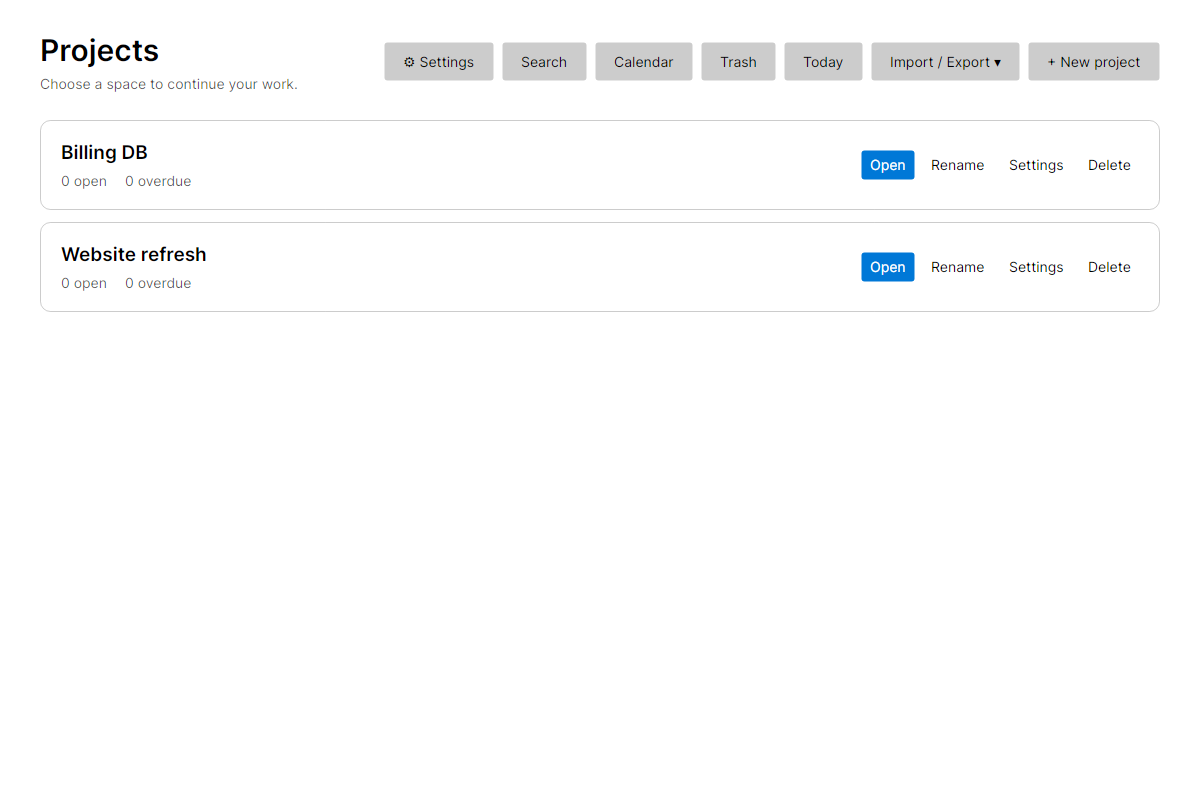 Projects
Choose a space to continue your work.
⚙ Settings Search Calendar Trash Today Import / Export ▾ + New project
Billing DB
0 open 0 overdue
Open Rename Settings Delete
Website refresh
0 open 0 overdue
Open Rename Settings Delete